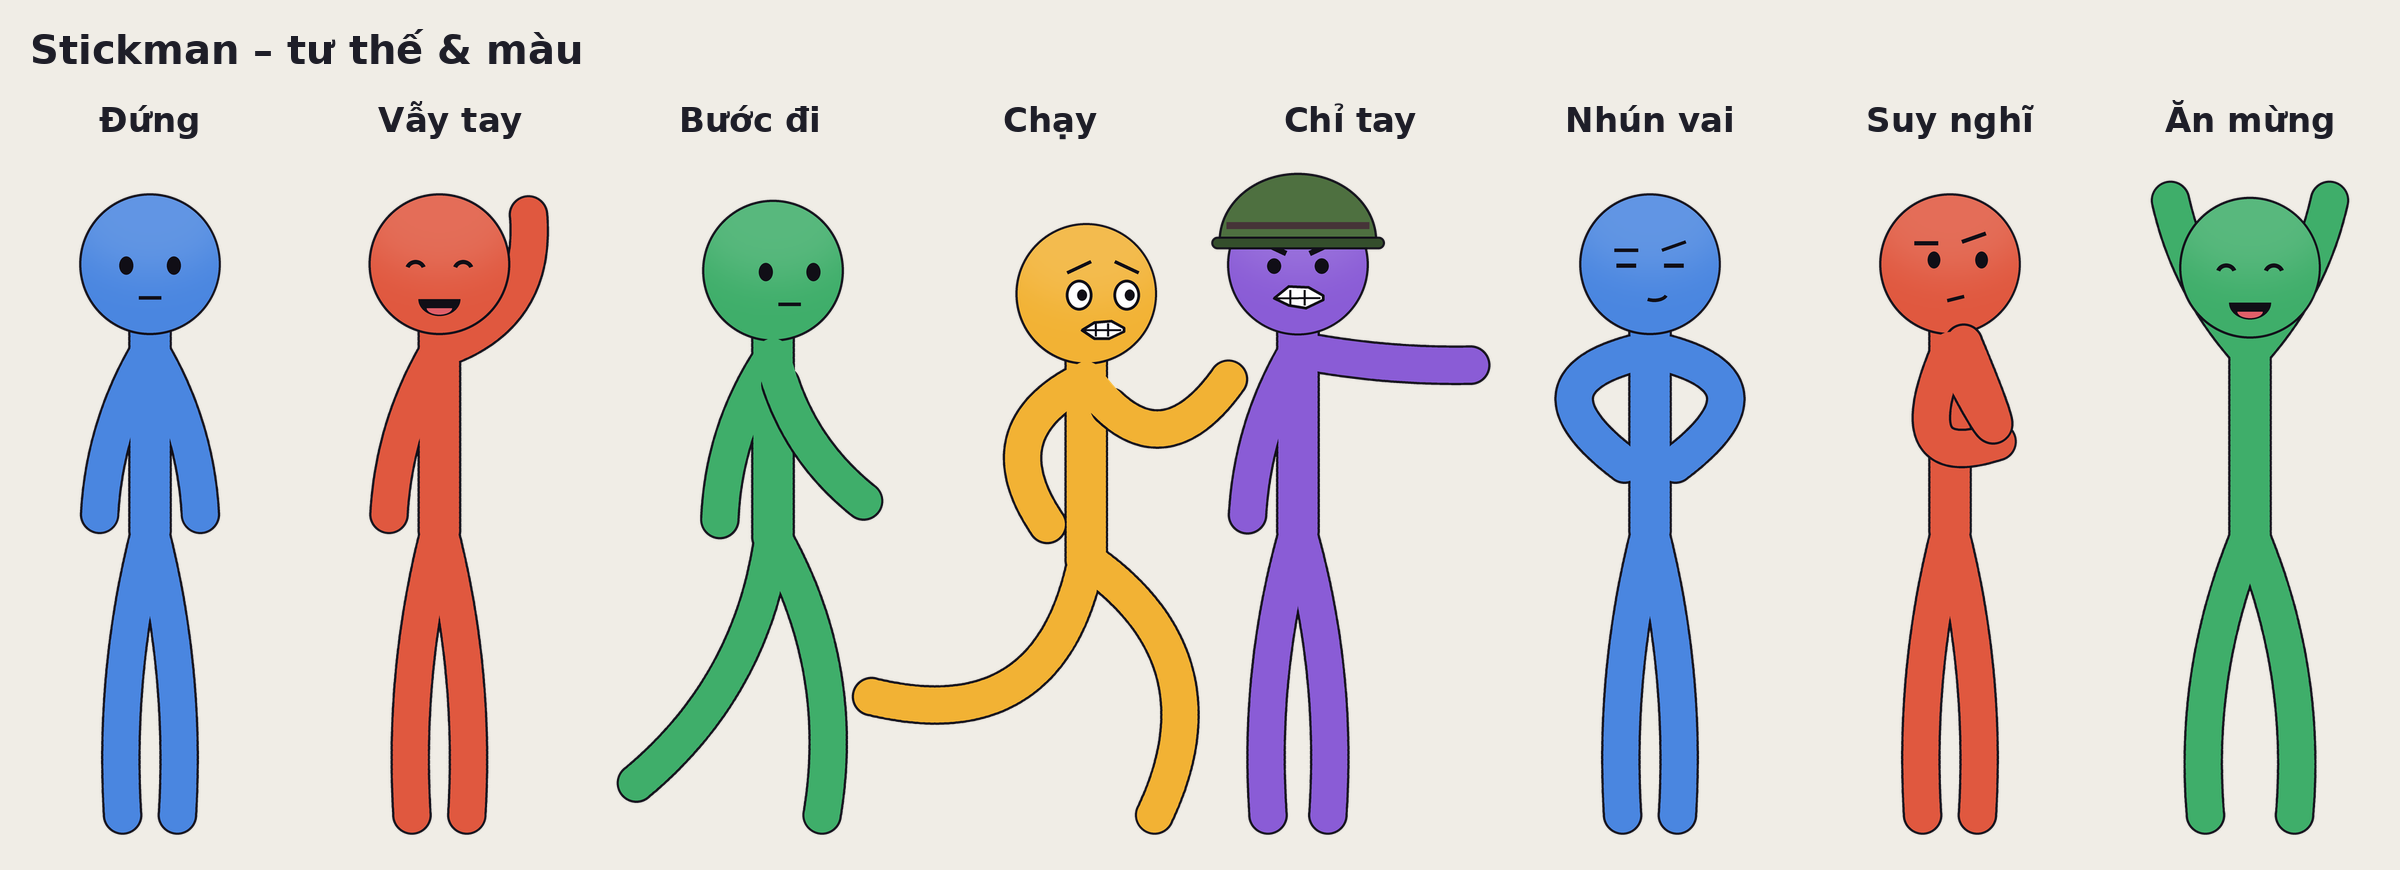 Stickman – tư thế & màu
Đứng
Vẫy tay
Bước đi
Chạy
Chỉ tay
Nhún vai
Suy nghĩ
Ăn mừng